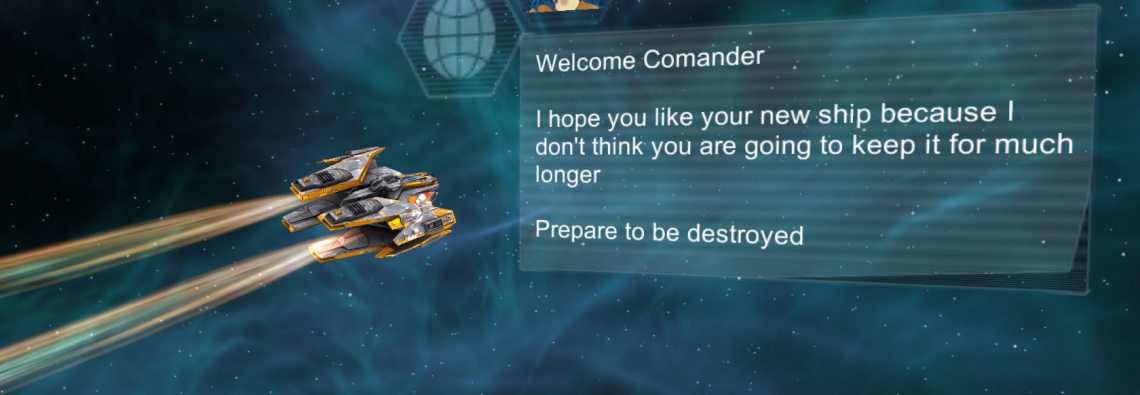 Welcome Comander
I hope you like your new ship because I
don't think you are going to keep it for much
longer
Prepare to be destroyed